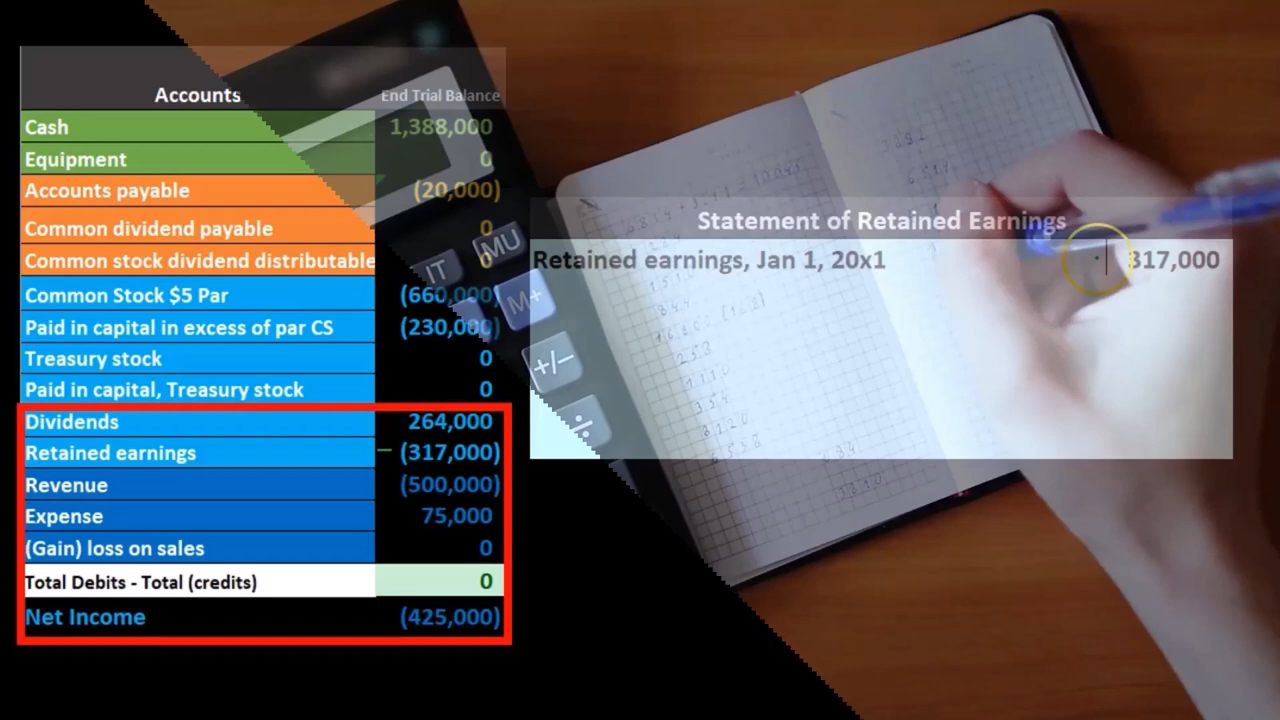 Accounts End Trial Balance
Cash 1,388,000
Equipment 0
Accounts payable (20,000)
Common dividend payable 0
Common stock dividend distributable 0
Common Stock $5 Par (660,000)
Paid in capital in excess of par CS (230,000)
Treasury stock 0
Paid in capital, Treasury stock 0
Dividends 264,000
Retained earnings (317,000)
Revenue (500,000)
Expense 75,000
(Gain) loss on sales 0
Total Debits - Total (credits) 0
Net Income (425,000)
Statement of Retained Earnings
Retained earnings, Jan 1, 20x1 317,000
MU
M+
+/−
÷